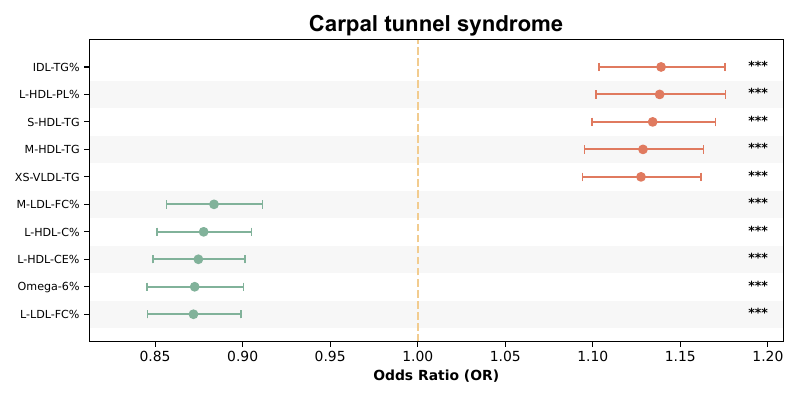 Carpal tunnel syndrome
IDL-TG% ***
L-HDL-PL% ***
S-HDL-TG ***
M-HDL-TG ***
XS-VLDL-TG ***
M-LDL-FC% ***
L-HDL-C% ***
L-HDL-CE% ***
Omega-6% ***
L-LDL-FC% ***
0.85 0.90 0.95 1.00 1.05 1.10 1.15 1.20
Odds Ratio (OR)